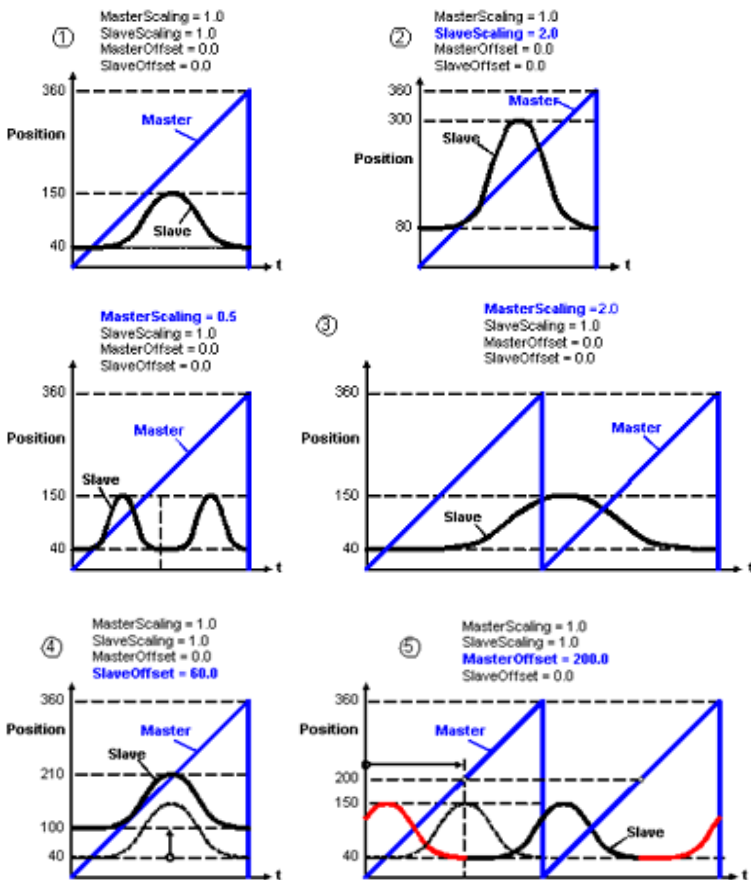 ①
MasterScaling = 1.0
SlaveScaling = 1.0
MasterOffset = 0.0
SlaveOffset = 0.0
360
Position
Master
150
Slave
40
t
②
MasterScaling = 1.0
SlaveScaling = 2.0
MasterOffset = 0.0
SlaveOffset = 0.0
360
Master
300
Slave
Position
80
t
MasterScaling = 0.5
SlaveScaling = 1.0
MasterOffset = 0.0
SlaveOffset = 0.0
360
Position
Master
Slave
150
40
t
③
MasterScaling =2.0
SlaveScaling = 1.0
MasterOffset = 0.0
SlaveOffset = 0.0
360
Position
Master
150
Slave
40
t
④
MasterScaling = 1.0
SlaveScaling = 1.0
MasterOffset = 0.0
SlaveOffset = 60.0
360
Position
Master
Slave
210
100
40
t
⑤
MasterScaling = 1.0
SlaveScaling = 1.0
MasterOffset = 200.0
SlaveOffset = 0.0
360
Position
Master
200
150
Slave
40
t